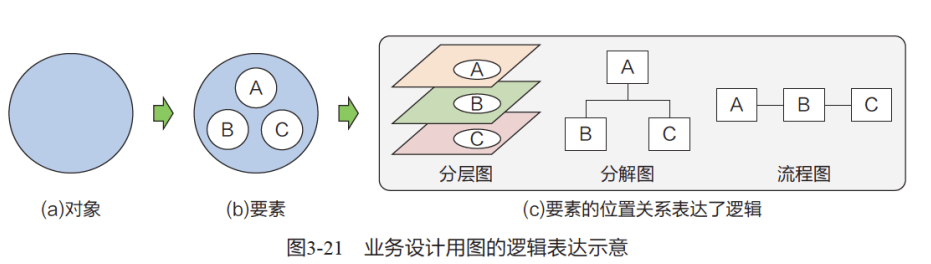 A
B
C
A
B
C
A
B
C
A
B
C
分层图
分解图
流程图
(a)对象
(b)要素
(c)要素的位置关系表达了逻辑
图3-21 业务设计用图的逻辑表达示意